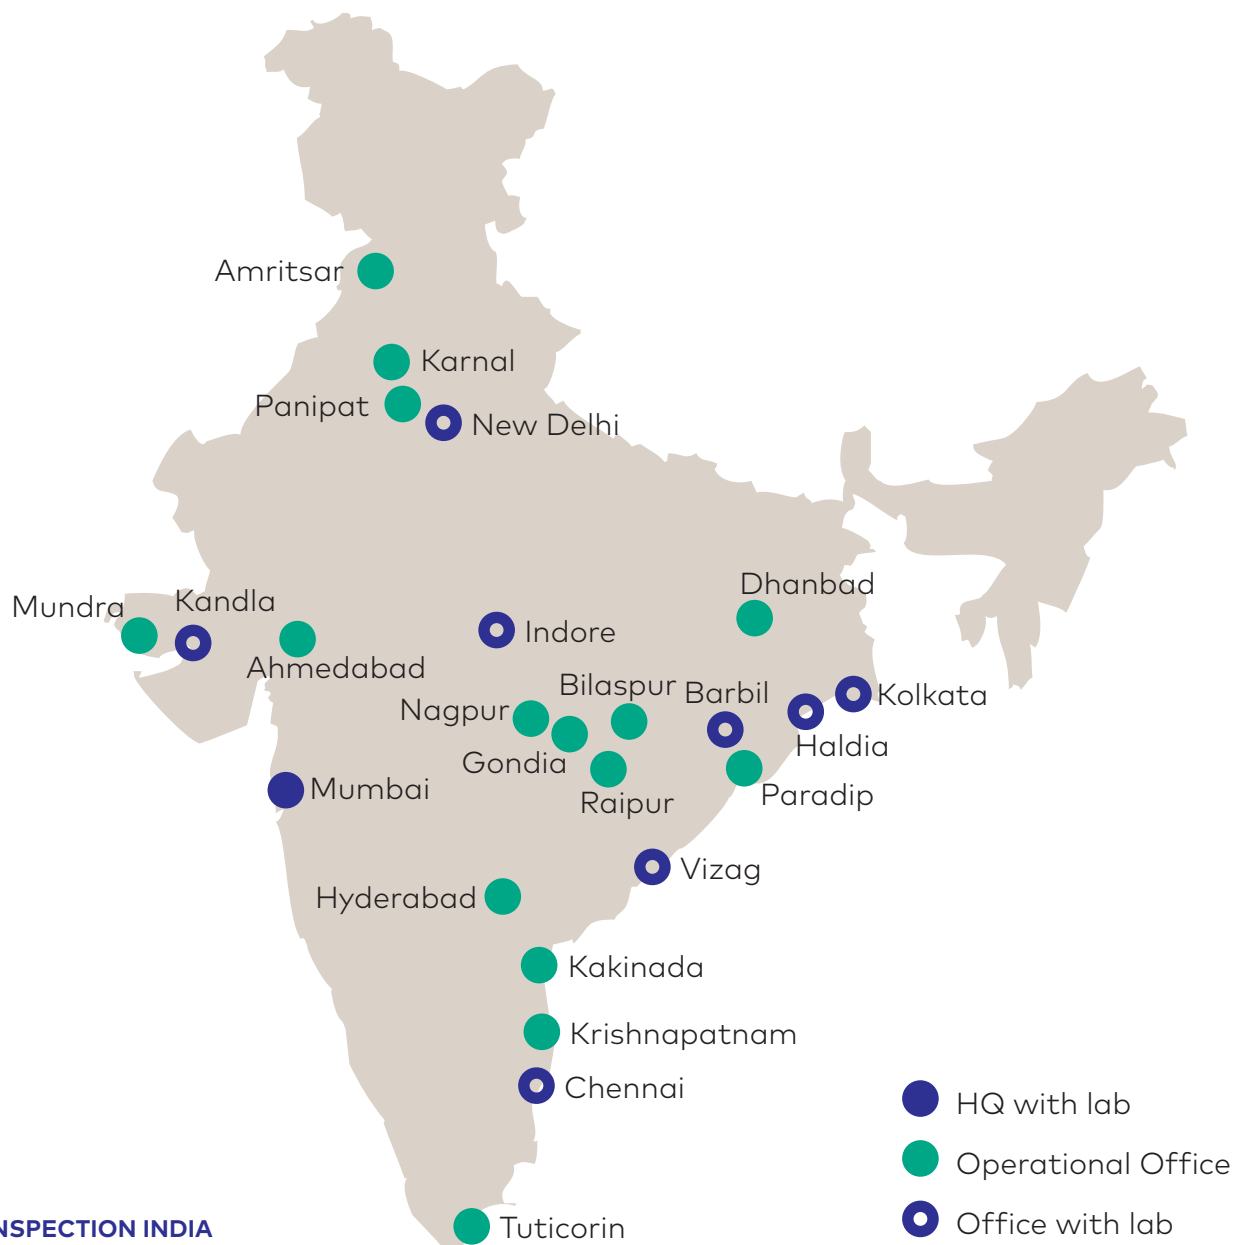 Amritsar
Karnal
Panipat
New Delhi
Dhanbad
Mundra
Kandla
Indore
Ahmedabad
Bilaspur
Barbil
Kolkata
Nagpur
Haldia
Gondia
Mumbai
Raipur
Paradip
Vizag
Hyderabad
Kakinada
Krishnapatnam
Chennai
HQ with lab
Operational Office
Office with lab
NSPECTION INDIA
Tuticorin